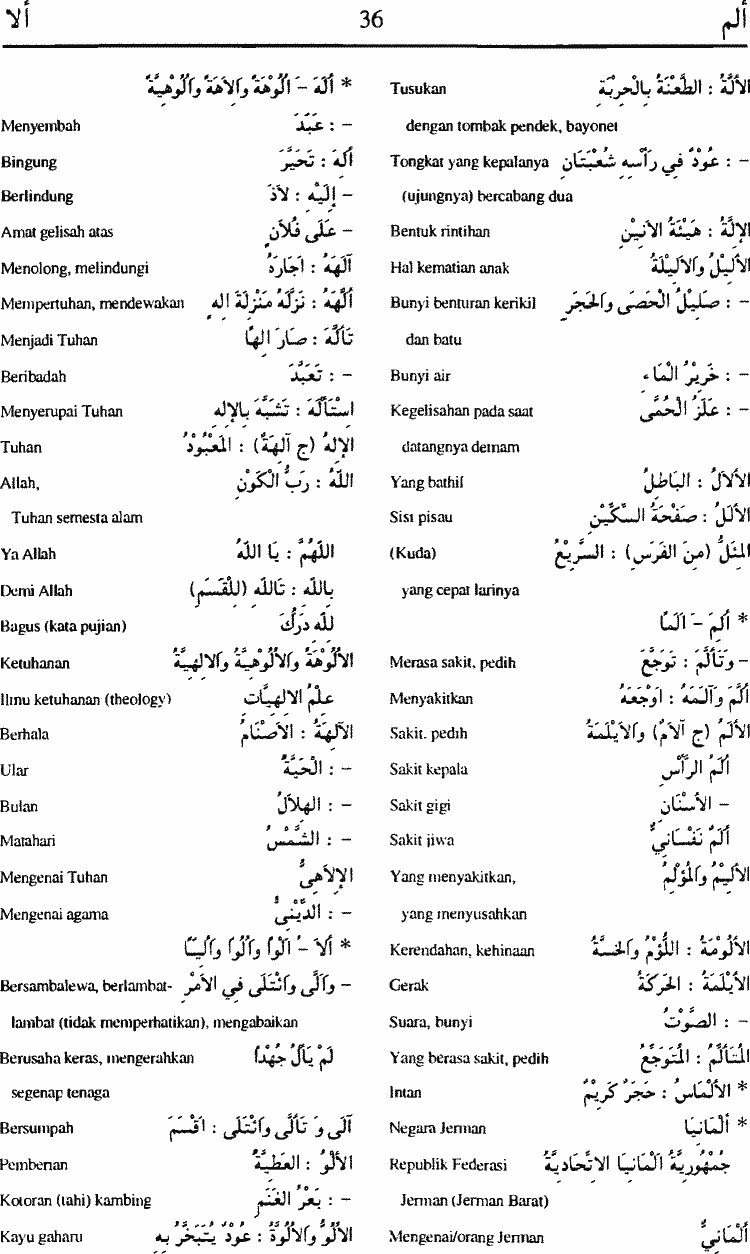 ألم 36 ألا
الأَلَّةُ : الطَّعْنَةُ بِالْحَرْبَةِ Tusukan
dengan tombak pendek, bayonet
- : عُوْدٌ فِي رَأْسِهِ شُعْبَتَانِ Tongkat yang kepalanya
(ujungnya) bercabang dua
الإِلَّةُ : هَيْئَةُ الأَنِيْنِ Bentuk rintihan
الأَلِيْلُ وَالأَلِيْلَةُ Hal kematian anak
- : صَلِيْلُ الْحَصَى وَالْحَجَرِ Bunyi benturan kerikil
dan batu
- : خَرِيْرُ الْمَاءِ Bunyi air
- : عَلَزُ الْحُمَّى Kegelisahan pada saat
datangnya demam
الأَلاَلُ : الْبَاطِلُ Yang bathil
الأَلَلُ : صَفْحَةُ السِّكِّيْنِ Sisi pisau
الْمِئَلُّ (مِنَ الْفَرَسِ) : السَّرِيْعُ (Kuda)
yang cepat larinya
* أَلِمَ - أَلَمًا
- وَتَأَلَّمَ : تَوَجَّعَ Merasa sakit, pedih
أَلَّمَ وَآلَمَهُ : اَوْجَعَهُ Menyakitkan
الأَلَمُ (ج آلاَمٌ) وَالأَيْلَمَةُ Sakit. pedih
أَلَمُ الرَّأْسِ Sakit kepala
- الأَسْنَانِ Sakit gigi
أَلَمٌ نَفْسَانِيٌّ Sakit jiwa
الأَلِيْمُ وَالْمُؤْلِمُ Yang menyakitkan,
yang menyusahkan
الأَلُوْمَةُ : اللُّؤْمُ وَالْخِسَّةُ Kerendahan, kehinaan
الأَيْلَمَةُ : الْحَرَكَةُ Gerak
- : الصَّوْتُ Suara, bunyi
الْمُتَأَلِّمُ : الْمُتَوَجِّعُ Yang berasa sakit, pedih
* الأَلْمَاسُ : حَجَرٌ كَرِيْمٌ Intan
* أَلْمَانِيَا Negara Jerman
جُمْهُوْرِيَّةُ الْمَانِيَا الاِتِّحَادِيَّةُ Republik Federasi
Jerman (Jerman Barat)
أَلْمَانِيٌّ Mengenai/orang Jerman
* أَلَهَ - اُلُوْهَةً وَاِلاَهَةً وَاُلُوْهِيَّةً
- : عَبَدَ Menyembah
أَلِهَ : تَحَيَّرَ Bingung
- إِلَيْهِ : لاَذَ Berlindung
- عَلَى فُلاَنٍ Amat gelisah atas
آلَهَهُ : اَجَارَهُ Menolong, melindungi
أَلَّهَهُ : نَزَّلَهُ مَنْزِلَةَ اِلهٍ Mempertuhan, mendewakan
تَأَلَّهَ : صَارَ اِلهًا Menjadi Tuhan
- : تَعَبَّدَ Beribadah
اسْتَأْلَهَ : تَشَبَّهَ بِالإِلهِ Menyerupai Tuhan
الإِلهُ (ج آلِهَةٌ) : الْمَعْبُوْدُ Tuhan
اللهُ : رَبُّ الْكَوْنِ Allah,
Tuhan semesta alam
اللَّهُمَّ : يَا اَللهُ Ya Allah
بِاللهِ : تَاللهِ (لِلْقَسَمِ) Demi Allah
لِلّهِ دَرُّكَ Bagus (kata pujian)
الأُلُوْهَةُ وَالأُلُوْهِيَّةُ وَالإِلهِيَّةُ Ketuhanan
عِلْمُ الإِلهِيَّاتِ Ilmu ketuhanan (theology)
الآلِهَةُ : الأَصْنَامُ Berhala
- : الْحَيَّةُ Ular
- : الْهِلاَلُ Bulan
- : الشَّمْسُ Matahari
الإِلاَهِيُّ Mengenai Tuhan
- : الدِّيْنِيُّ Mengenai agama
* أَلاَ - ُ اَلْوًا وَاُلُوًّا وَاُلِيًّا
- وَاَلَّى وَائْتَلَى فِي الأَمْرِ Bersambalewa, berlambat-
lambat (tidak memperhatikan), mengabaikan
لَمْ يَأْلُ جُهْدًا Berusaha keras, mengerahkan
segenap tenaga
آلَى وَ تَأَلَّى وَائْتَلَى : اَقْسَمَ Bersumpah
الأَلْوُ : الْعَطِيَّةُ Pemberian
- : بَعَرُ الْغَنَمِ Kotoran (tahi) kambing
الأَلُوُّ وَالأَلُوَّةُ : عُوْدٌ يُتَبَخَّرُ بِهِ Kayu gaharu